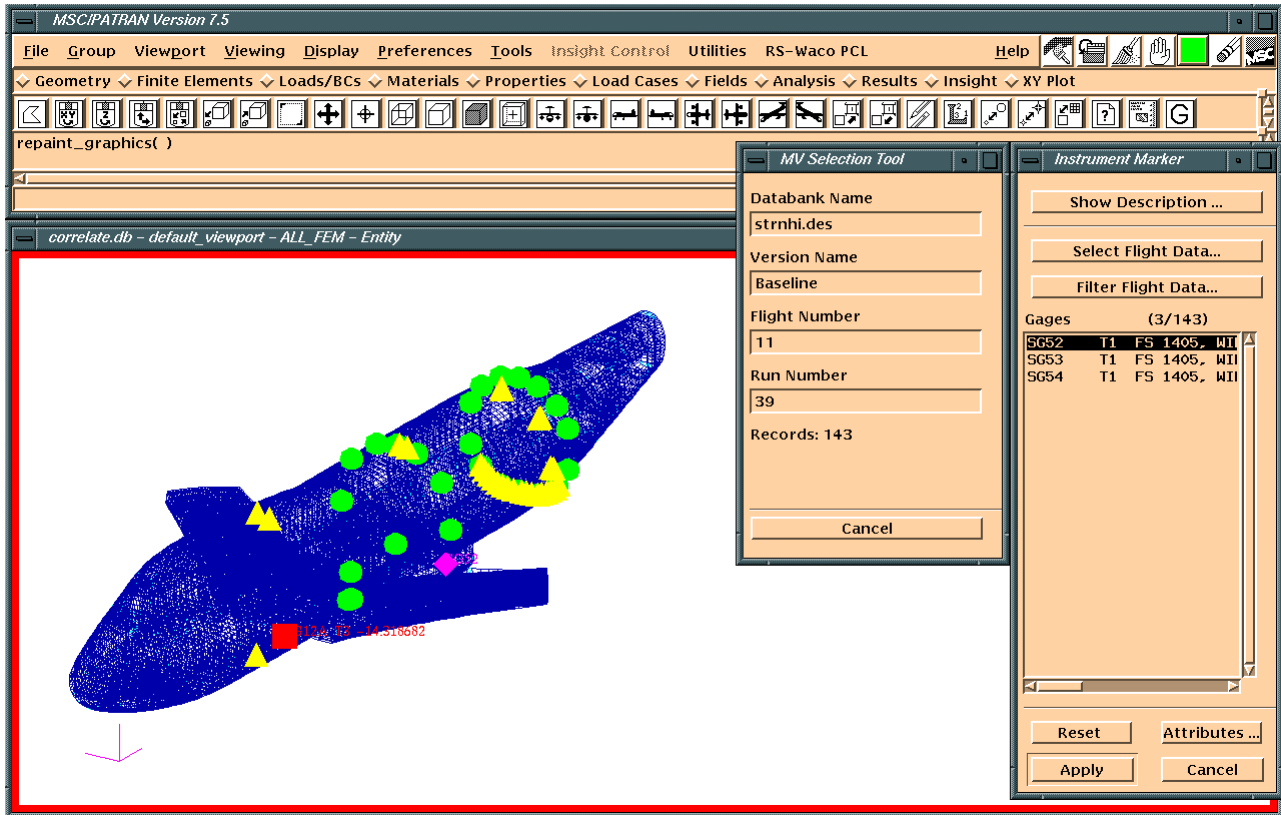 MSC/PATRAN Version 7.5
File Group Viewport Viewing Display Preferences Tools Insight Control Utilities RS-Waco PCL Help
MSC
Geometry Finite Elements Loads/BCs Materials Properties Load Cases Fields Analysis Results Insight XY Plot
repaint_graphics( )
correlate.db - default_viewport - ALL_FEM - Entity
T3 -14.318682
MV Selection Tool
Databank Name
strnhi.des
Version Name
Baseline
Flight Number
11
Run Number
39
Records: 143
Cancel
Instrument Marker
Show Description ...
Select Flight Data...
Filter Flight Data...
Gages (3/143)
SG52 T1 FS 1405, WI
SG53 T1 FS 1405, WI
SG54 T1 FS 1405, WI
Reset Attributes ...
Apply Cancel